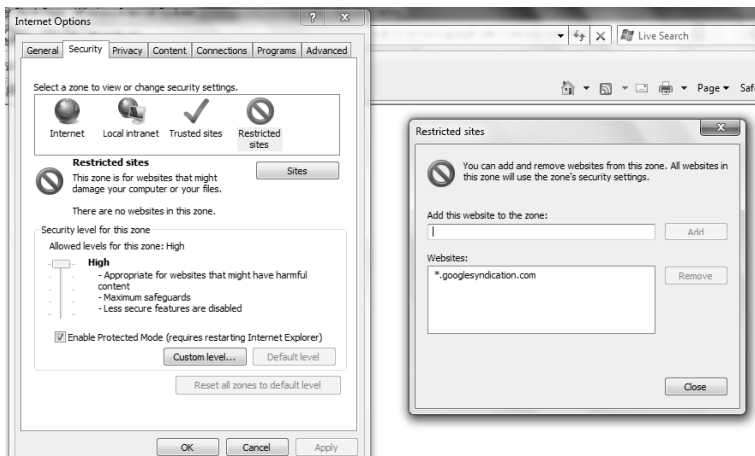 Internet Options
General Security Privacy Content Connections Programs Advanced
Select a zone to view or change security settings.
Internet Local intranet Trusted sites Restricted
sites
Restricted sites
This zone is for websites that might
damage your computer or your files.
Sites
There are no websites in this zone.
Security level for this zone
Allowed levels for this zone: High
High
- Appropriate for websites that might have harmful
content
- Maximum safeguards
- Less secure features are disabled
Enable Protected Mode (requires restarting Internet Explorer)
Custom level... Default level
Reset all zones to default level
OK Cancel Apply
Live Search
Page Saf
Restricted sites
You can add and remove websites from this zone. All websites in
this zone will use the zone's security settings.
Add this website to the zone:
Add
Websites:
*.googlesyndication.com
Remove
Close